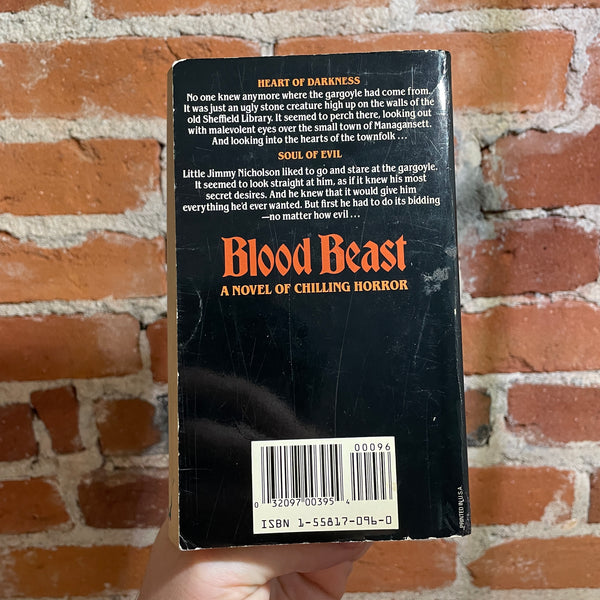 HEART OF DARKNESS
No one knew anymore where the gargoyle had come from.
It was just an ugly stone creature high up on the walls of the
old Sheffield Library. It seemed to perch there, looking out
with malevolent eyes over the small town of Managansett.
And looking into the hearts of the townfolk...
SOUL OF EVIL
Little Jimmy Nicholson liked to go and stare at the gargoyle.
It seemed to look straight at him, as if it knew his most
secret desires. And he knew that it would give him
everything he'd ever wanted. But first he had to do its bidding
—no matter how evil...
Blood Beast
A NOVEL OF CHILLING HORROR
00096
0 32097 00395 4
ISBN 1-55817-096-0
PRINTED IN U.S.A.